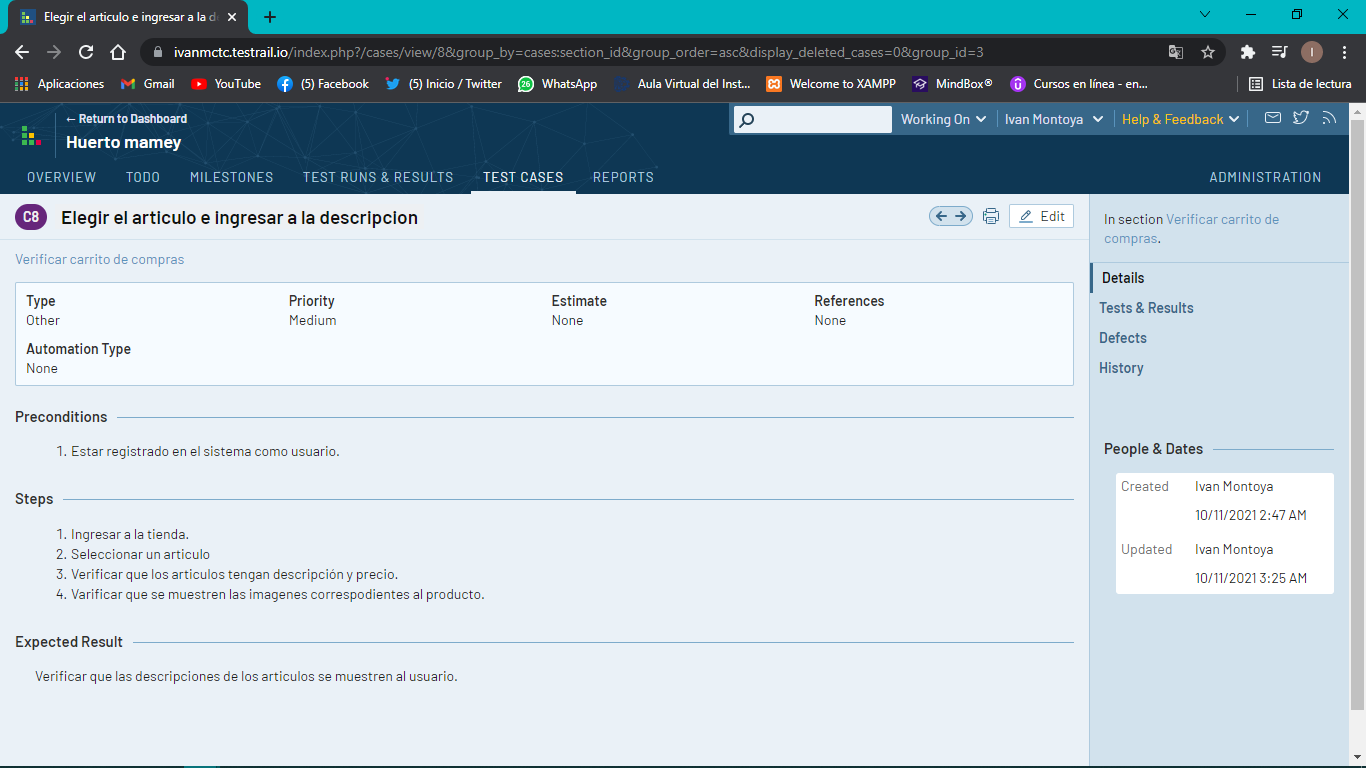 Elegir el articulo e ingresar a la d
ivanmctc.testrail.io/index.php?/cases/view/8&group_by=cases:section_id&group_order=asc&display_deleted_cases=0&group_id=3
I
Aplicaciones Gmail YouTube (5) Facebook (5) Inicio / Twitter 26 WhatsApp Aula Virtual del Inst... Welcome to XAMPP MindBox® Cursos en línea - en... Lista de lectura
← Return to Dashboard
Huerto mamey
Working On Ivan Montoya Help & Feedback
OVERVIEW TODO MILESTONES TEST RUNS & RESULTS TEST CASES REPORTS ADMINISTRATION
C8 Elegir el articulo e ingresar a la descripcion
Edit
Verificar carrito de compras
Type Priority Estimate References
Other Medium None None
Automation Type
None
Preconditions
1. Estar registrado en el sistema como usuario.
Steps
1. Ingresar a la tienda.
2. Seleccionar un articulo
3. Verificar que los articulos tengan descripción y precio.
4. Varificar que se muestren las imagenes correspodientes al producto.
Expected Result
Verificar que las descripciones de los articulos se muestren al usuario.
In section Verificar carrito de
compras.
Details
Tests & Results
Defects
History
People & Dates
Created Ivan Montoya
10/11/2021 2:47 AM
Updated Ivan Montoya
10/11/2021 3:25 AM